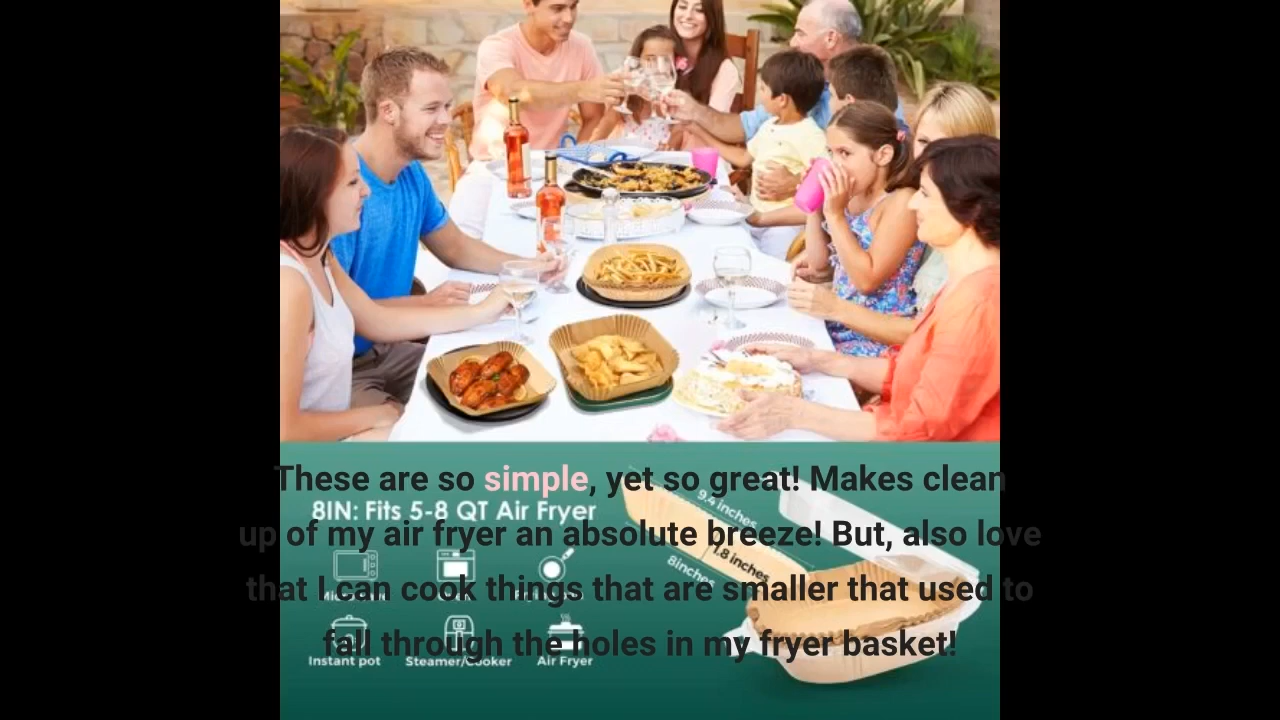 These are so simple, yet so great! Makes clean
8IN: Fits 5-8 QT Air Fryer
9.4 inches
up of my air fryer an absolute breeze! But, also love
1.8 inches
8inches
that I can cook things that are smaller that used to
fall through the holes in my fryer basket!
Instant pot
Steamer/Cooker
Air Fryer